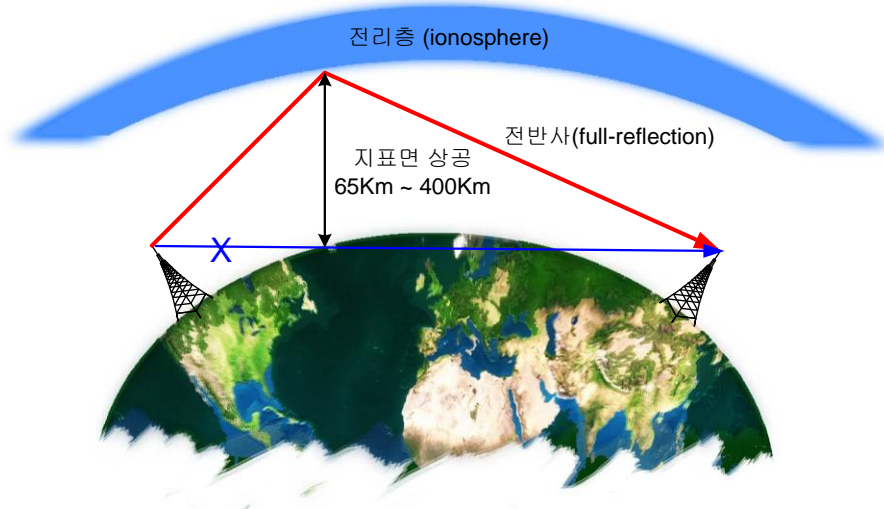 전리층 (ionosphere)
전반사(full-reflection)
지표면 상공
65Km ~ 400Km
X